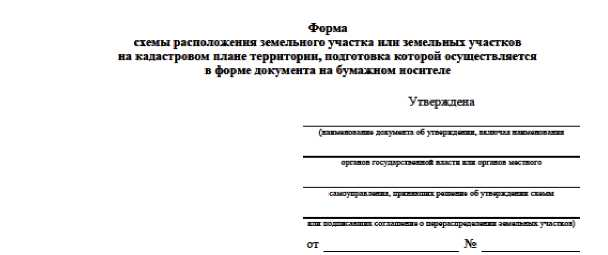 Форма
схемы расположения земельного участка или земельных участков
на кадастровом плане территории, подготовка которой осуществляется
в форме документа на бумажном носителе
Утверждена
(наименование документа об утверждении, включая наименования
органов государственной власти или органов местного
самоуправления, принявших решение об утверждении схемы
или подписавших соглашение о перераспределении земельных участков)
от ____________ № ____________